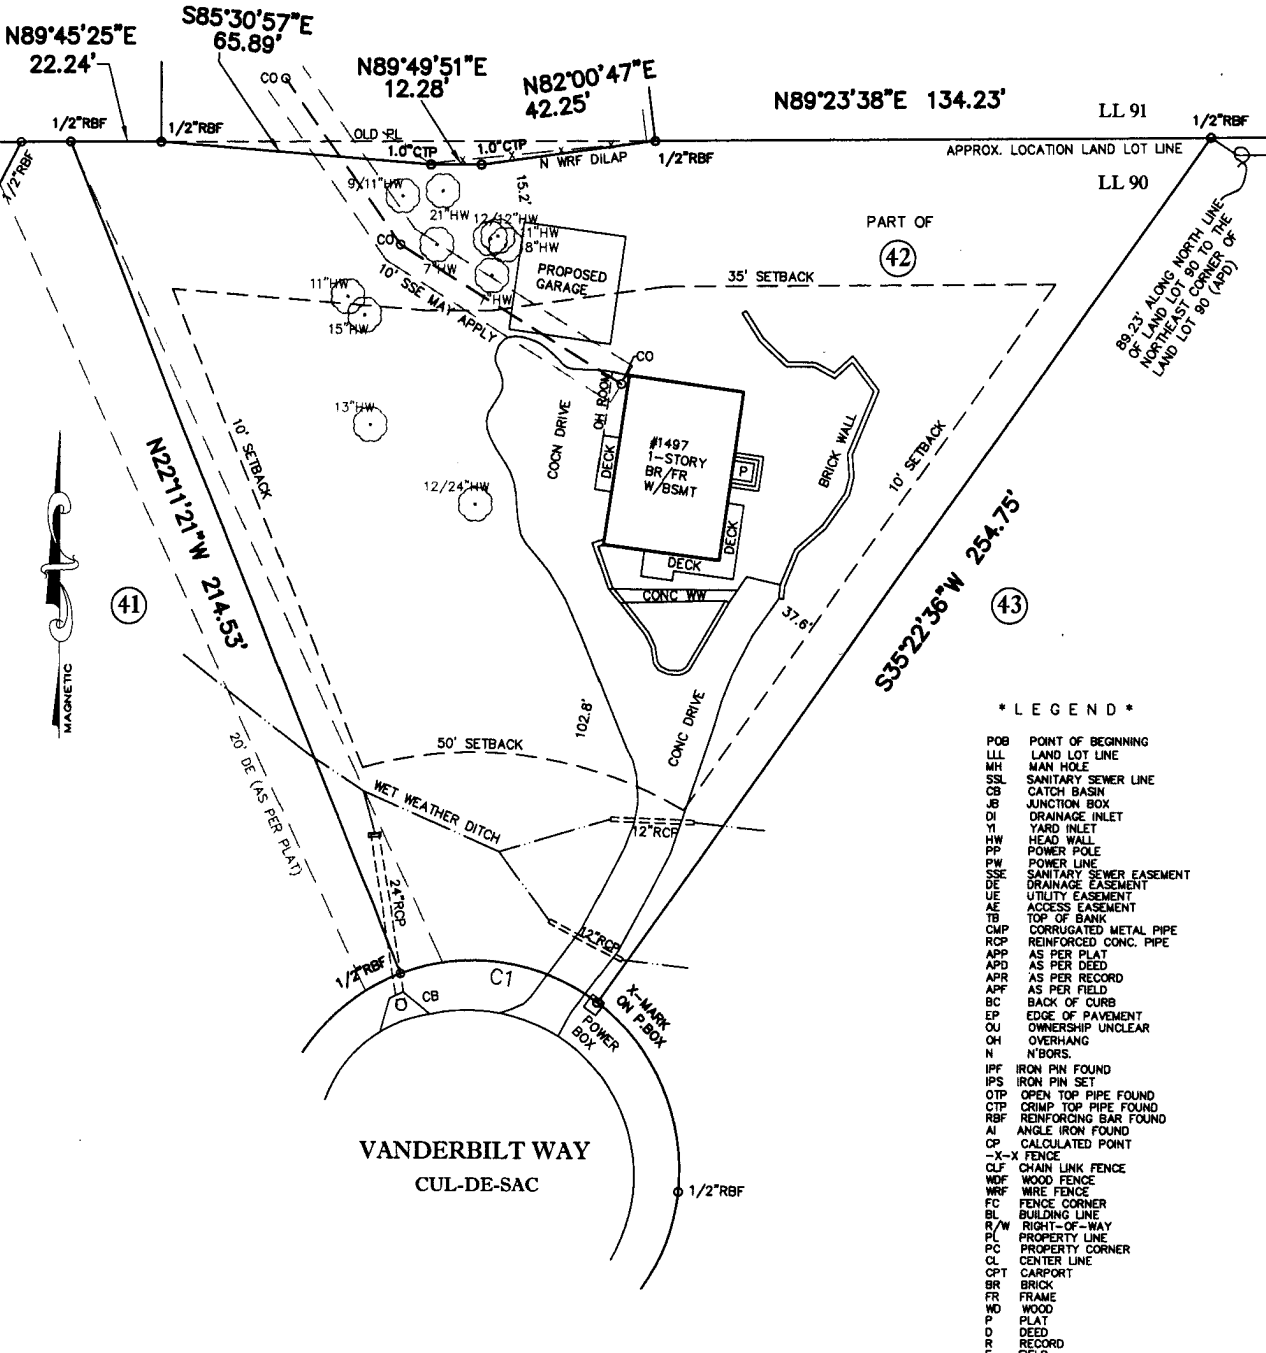 S85°30'57"E
65.89'
N89°45'25"E
22.24'
N89°49'51"E
12.28'
N82°00'47"E
42.25'
N89°23'38"E 134.23'
LL 91
CO
1/2"RBF
1/2"RBF
1/2"RBF
OLD PL
1.0"CTP
1.0"CTP
N WRF DILAP
1/2"RBF
1/2"RBF
APPROX. LOCATION LAND LOT LINE
LL 90
9/11"HW
21"HW
15.2'
12/12"HW
11"HW
8"HW
PART OF
42
89.23' ALONG NORTH LINE
OF LAND LOT 90 TO THE
NORTHEAST CORNER OF
LAND LOT 90 (APD)
CO
7"HW
7"HW
10' SSE MAY APPLY
PROPOSED
GARAGE
35' SETBACK
11"HW
15"HW
CO
13"HW
10' SETBACK
COCN DRIVE
OH ROOM
DECK
#1497
1-STORY
BR/FR
W/BSMT
P
BRICK WALL
10' SETBACK
12/24"HW
DECK
DECK
CONC WW
37.6'
N22°11'21"W 214.53'
S35°22'36"W 254.75'
41
43
MAGNETIC
102.8'
CONC DRIVE
50' SETBACK
20' DE (AS PER PLAT)
WET WEATHER DITCH
12"RCP
24"RCP
12"RCP
1/2"RBF
C1
CB
X-MARK
ON P.BOX
POWER
BOX
VANDERBILT WAY
CUL-DE-SAC
1/2"RBF
*LEGEND*
POB POINT OF BEGINNING
LLL LAND LOT LINE
MH MAN HOLE
SSL SANITARY SEWER LINE
CB CATCH BASIN
JB JUNCTION BOX
DI DRAINAGE INLET
YI YARD INLET
HW HEAD WALL
PP POWER POLE
PW POWER LINE
SSE SANITARY SEWER EASEMENT
DE DRAINAGE EASEMENT
UE UTILITY EASEMENT
AE ACCESS EASEMENT
TB TOP OF BANK
CMP CORRUGATED METAL PIPE
RCP REINFORCED CONC. PIPE
APP AS PER PLAT
APD AS PER DEED
APR AS PER RECORD
APF AS PER FIELD
BC BACK OF CURB
EP EDGE OF PAVEMENT
OU OWNERSHIP UNCLEAR
OH OVERHANG
N N'BORS.
IPF IRON PIN FOUND
IPS IRON PIN SET
OTP OPEN TOP PIPE FOUND
CTP CRIMP TOP PIPE FOUND
RBF REINFORCING BAR FOUND
AI ANGLE IRON FOUND
CP CALCULATED POINT
-X-X FENCE
CLF CHAIN LINK FENCE
WDF WOOD FENCE
WRF WIRE FENCE
FC FENCE CORNER
BL BUILDING LINE
R/W RIGHT-OF-WAY
PL PROPERTY LINE
PC PROPERTY CORNER
CL CENTER LINE
CPT CARPORT
BR BRICK
FR FRAME
WD WOOD
P PLAT
D DEED
R RECORD